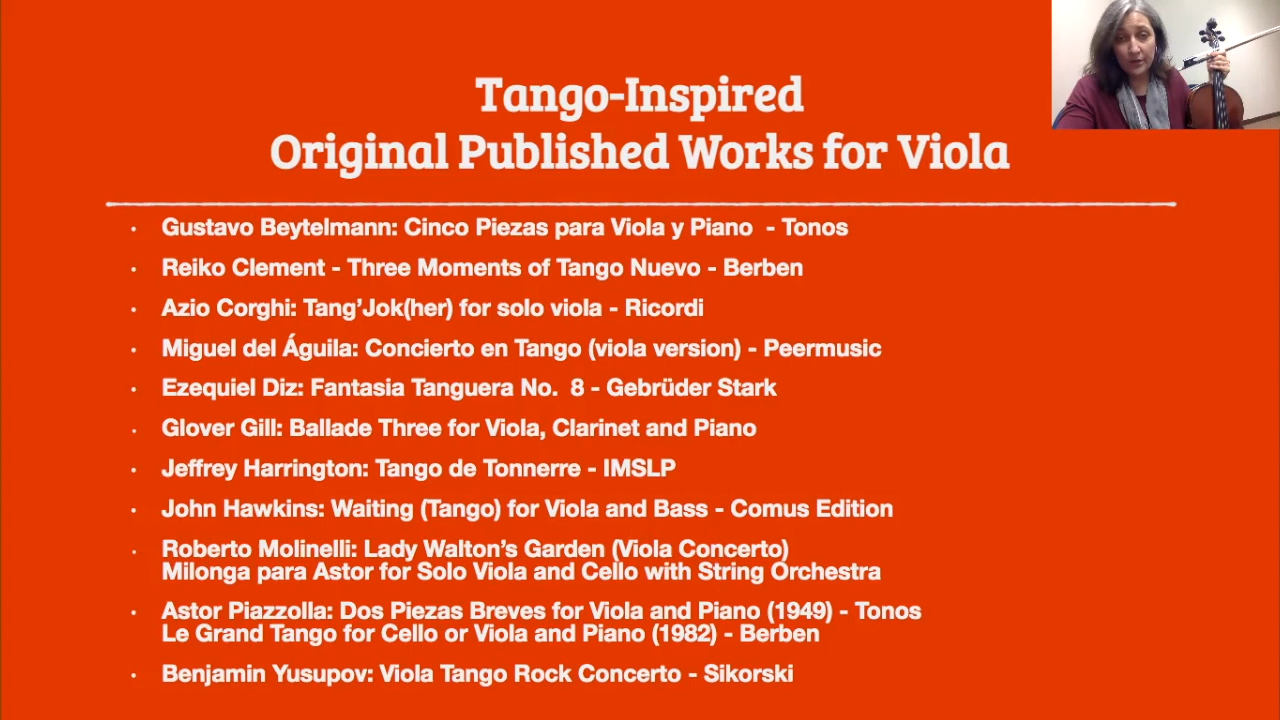 Tango-Inspired
Original Published Works for Viola
• Gustavo Beytelmann: Cinco Piezas para Viola y Piano - Tonos
• Reiko Clement - Three Moments of Tango Nuevo - Berben
• Azio Corghi: Tang’Jok(her) for solo viola - Ricordi
• Miguel del Águila: Concierto en Tango (viola version) - Peermusic
• Ezequiel Diz: Fantasia Tanguera No. 8 - Gebrüder Stark
• Glover Gill: Ballade Three for Viola, Clarinet and Piano
• Jeffrey Harrington: Tango de Tonnerre - IMSLP
• John Hawkins: Waiting (Tango) for Viola and Bass - Comus Edition
• Roberto Molinelli: Lady Walton’s Garden (Viola Concerto)
Milonga para Astor for Solo Viola and Cello with String Orchestra
• Astor Piazzolla: Dos Piezas Breves for Viola and Piano (1949) - Tonos
Le Grand Tango for Cello or Viola and Piano (1982) - Berben
• Benjamin Yusupov: Viola Tango Rock Concerto - Sikorski